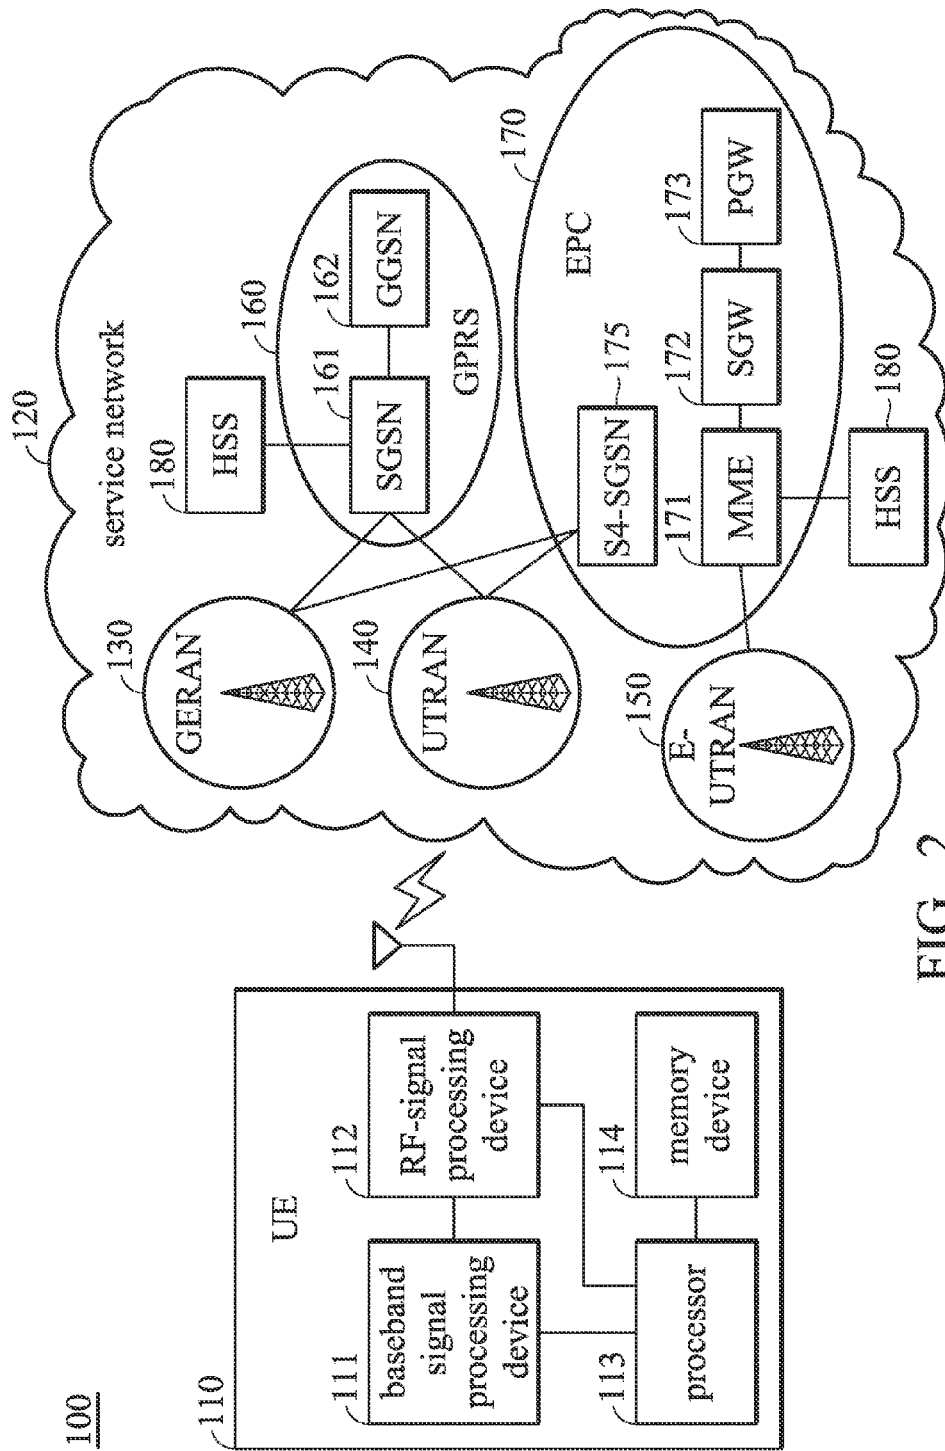 100
110
UE
111
baseband
signal
processing
device
112
RF-signal
processing
device
113
processor
114
memory
device
120
service network
130
GERAN
140
UTRAN
150
E-
UTRAN
180
HSS
160
161
SGSN
162
GGSN
GPRS
170
EPC
S4-SGSN
175
171
MME
172
SGW
173
PGW
180
HSS
FIG. 2